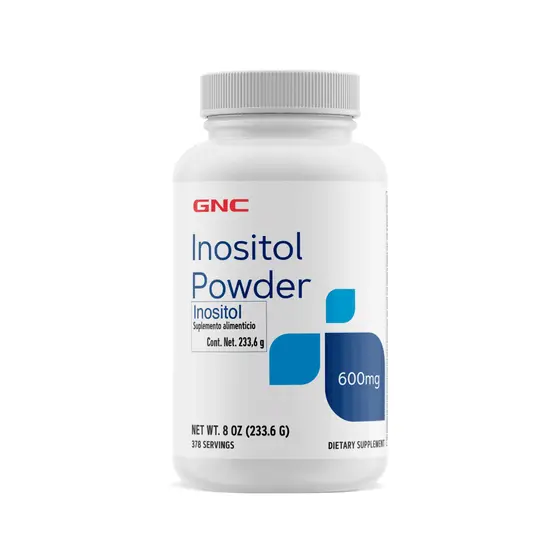 GNC
Inositol
Powder
Inositol
Suplemento alimenticio
Cont. Net. 233,6 g
600mg
NET WT. 8 OZ (233.6 G)
378 SERVINGS
DIETARY SUPPLEMENT